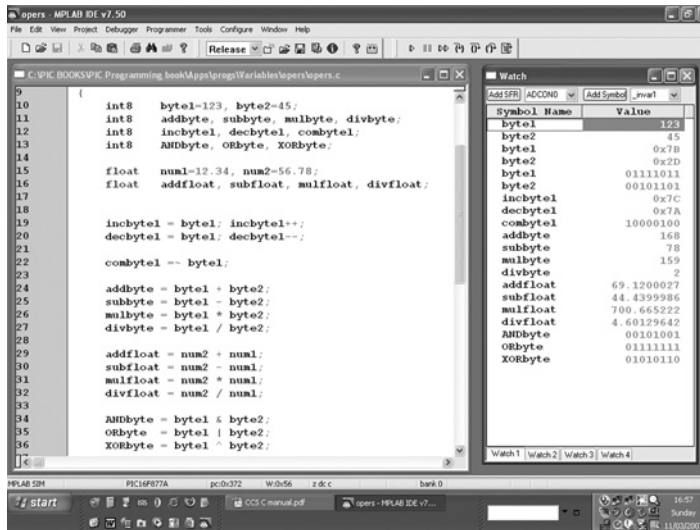 opers - MPLAB IDE v7.50
File Edit View Project Debugger Programmer Tools Configure Window Help
Release
C:\PIC BOOKS\PIC Programming book\Apps\progs\Variables\opers\opers.c
9 {
10 int8 byte1=123, byte2=45;
11 int8 addbyte, subbyte, mulbyte, divbyte;
12 int8 incbyte1, decbyte1, combyte1;
13 int8 ANDbyte, ORbyte, XORbyte;
14
15 float num1=12.34, num2=56.78;
16 float addfloat, subfloat, mulfloat, divfloat;
17
18
19 incbyte1 = byte1; incbyte1++;
20 decbyte1 = byte1; decbyte1--;
21
22 combyte1 =~ byte1;
23
24 addbyte = byte1 + byte2;
25 subbyte = byte1 - byte2;
26 mulbyte = byte1 * byte2;
27 divbyte = byte1 / byte2;
28
29 addfloat = num2 + num1;
30 subfloat = num2 - num1;
31 mulfloat = num2 * num1;
32 divfloat = num2 / num1;
33
34 ANDbyte = byte1 & byte2;
35 ORbyte = byte1 | byte2;
36 XORbyte = byte1 ^ byte2;
Watch
Add SFR ADCON0 Add Symbol _invar1
Symbol Name Value
byte1 123
byte2 45
byte1 0x7B
byte2 0x2D
byte1 01111011
byte2 00101101
incbyte1 0x7C
decbyte1 0x7A
combyte1 10000100
addbyte 168
subbyte 78
mulbyte 159
divbyte 2
addfloat 69.1200027
subfloat 44.4399986
mulfloat 700.665222
divfloat 4.60129642
ANDbyte 00101001
ORbyte 01111111
XORbyte 01010110
Watch 1 Watch 2 Watch 3 Watch 4
MPLAB SIM PIC16F877A pc:0x372 W:0x56 z dc c bank 0
start CCS C manual.pdf opers - MPLAB IDE v7... 16:57
Sunday